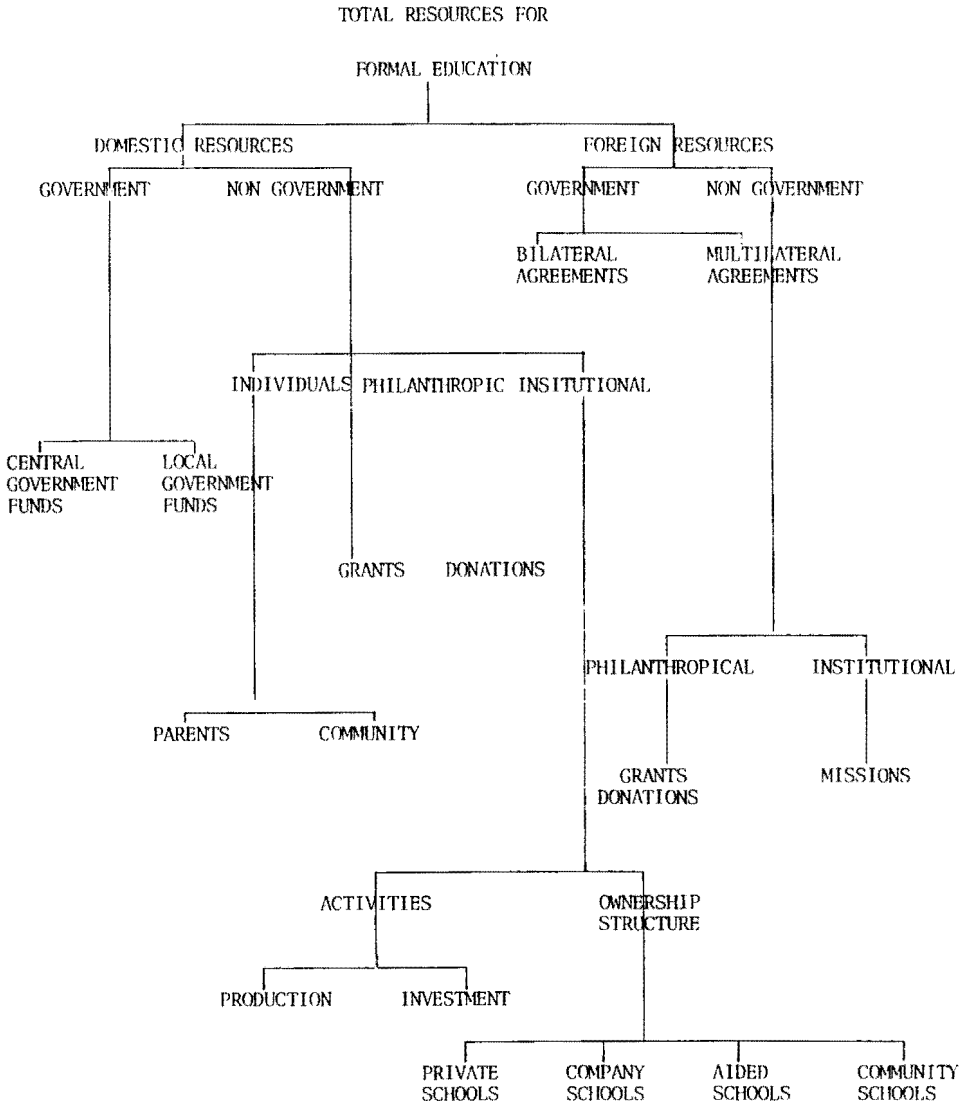 TOTAL RESOURCES FOR
FORMAL EDUCATION
DOMESTIC RESOURCES
FOREIGN RESOURCES
GOVERNMENT
NON GOVERNMENT
GOVERNMENT
NON GOVERNMENT
BILATERAL
AGREEMENTS
MULTILATERAL
AGREEMENTS
INDIVIDUALS
PHILANTHROPIC
INSITUTIONAL
CENTRAL
GOVERNMENT
FUNDS
LOCAL
GOVERNMENT
FUNDS
GRANTS
DONATIONS
PHILANTHROPICAL
INSTITUTIONAL
PARENTS
COMMUNITY
GRANTS
DONATIONS
MISSIONS
ACTIVITIES
OWNERSHIP
STRUCTURE
PRODUCTION
INVESTMENT
PRIVATE
SCHOOLS
COMPANY
SCHOOLS
AIDED
SCHOOLS
COMMUNITY
SCHOOLS